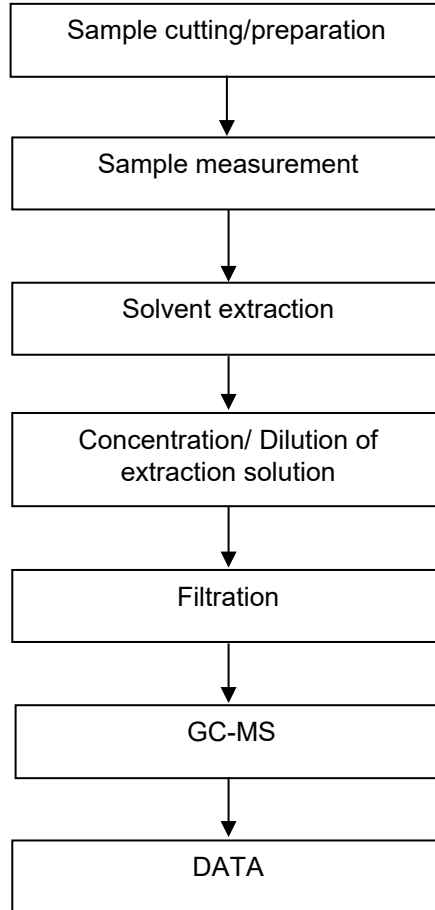 Sample cutting/preparation
Sample measurement
Solvent extraction
Concentration/ Dilution of
extraction solution
Filtration
GC-MS
DATA